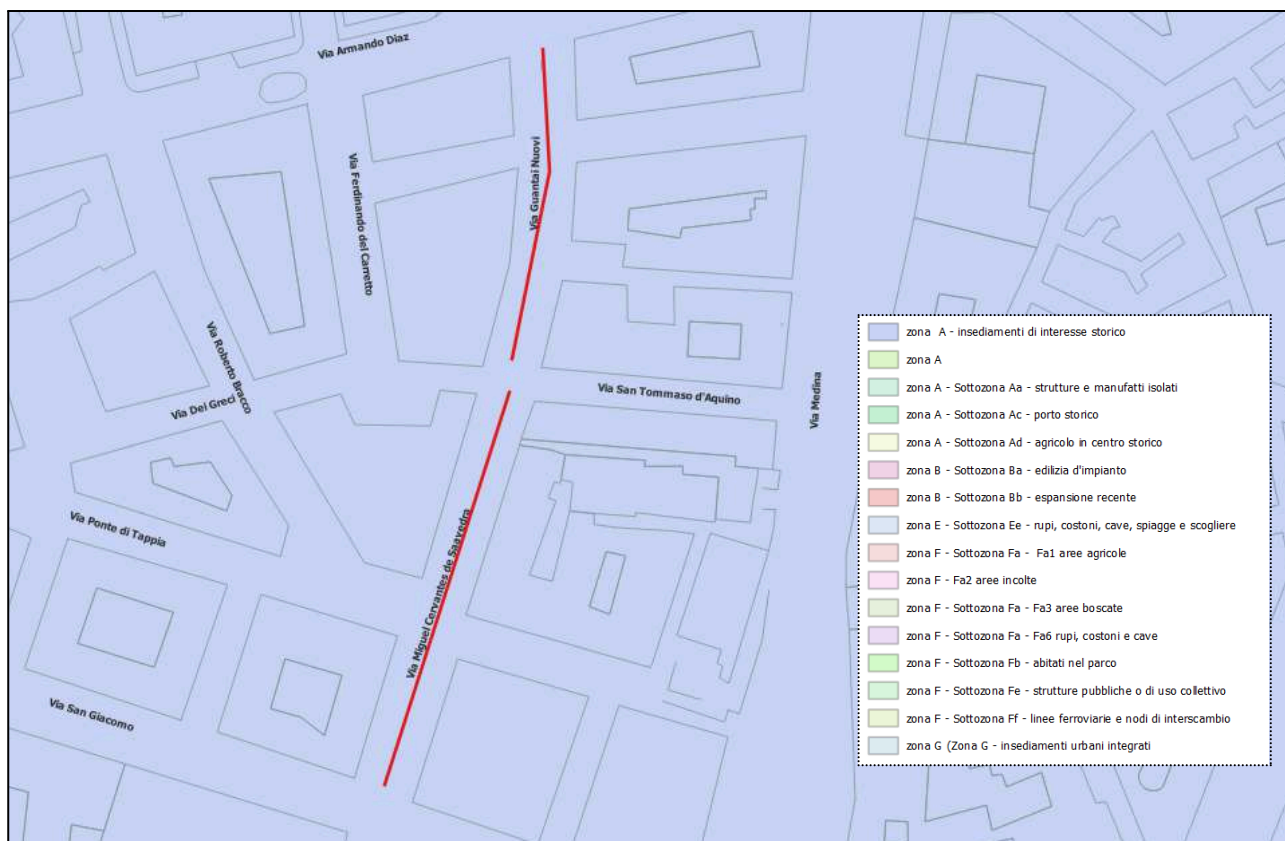 Via Armando Diaz
Via Guantai Nuovi
Via Ferdinando del Carretto
Via Roberto Bracco
Via Dei Greci
Via San Tommaso d'Aquino
Via Medina
Via Ponte di Tappia
Via Miguel Cervantes de Saavedra
Via San Giacomo
zona A - insediamenti di interesse storico
zona A
zona A - Sottozona Aa - strutture e manufatti isolati
zona A - Sottozona Ac - porto storico
zona A - Sottozona Ad - agricolo in centro storico
zona B - Sottozona Ba - edilizia d'impianto
zona B - Sottozona Bb - espansione recente
zona E - Sottozona Ee - rupi, costoni, cave, spiagge e scogliere
zona F - Sottozona Fa - Fa1 aree agricole
zona F - Fa2 aree incolte
zona F - Sottozona Fa - Fa3 aree boscate
zona F - Sottozona Fa - Fa6 rupi, costoni e cave
zona F - Sottozona Fb - abitati nel parco
zona F - Sottozona Fe - strutture pubbliche o di uso collettivo
zona F - Sottozona Ff - linee ferroviarie e nodi di interscambio
zona G (Zona G - insediamenti urbani integrati